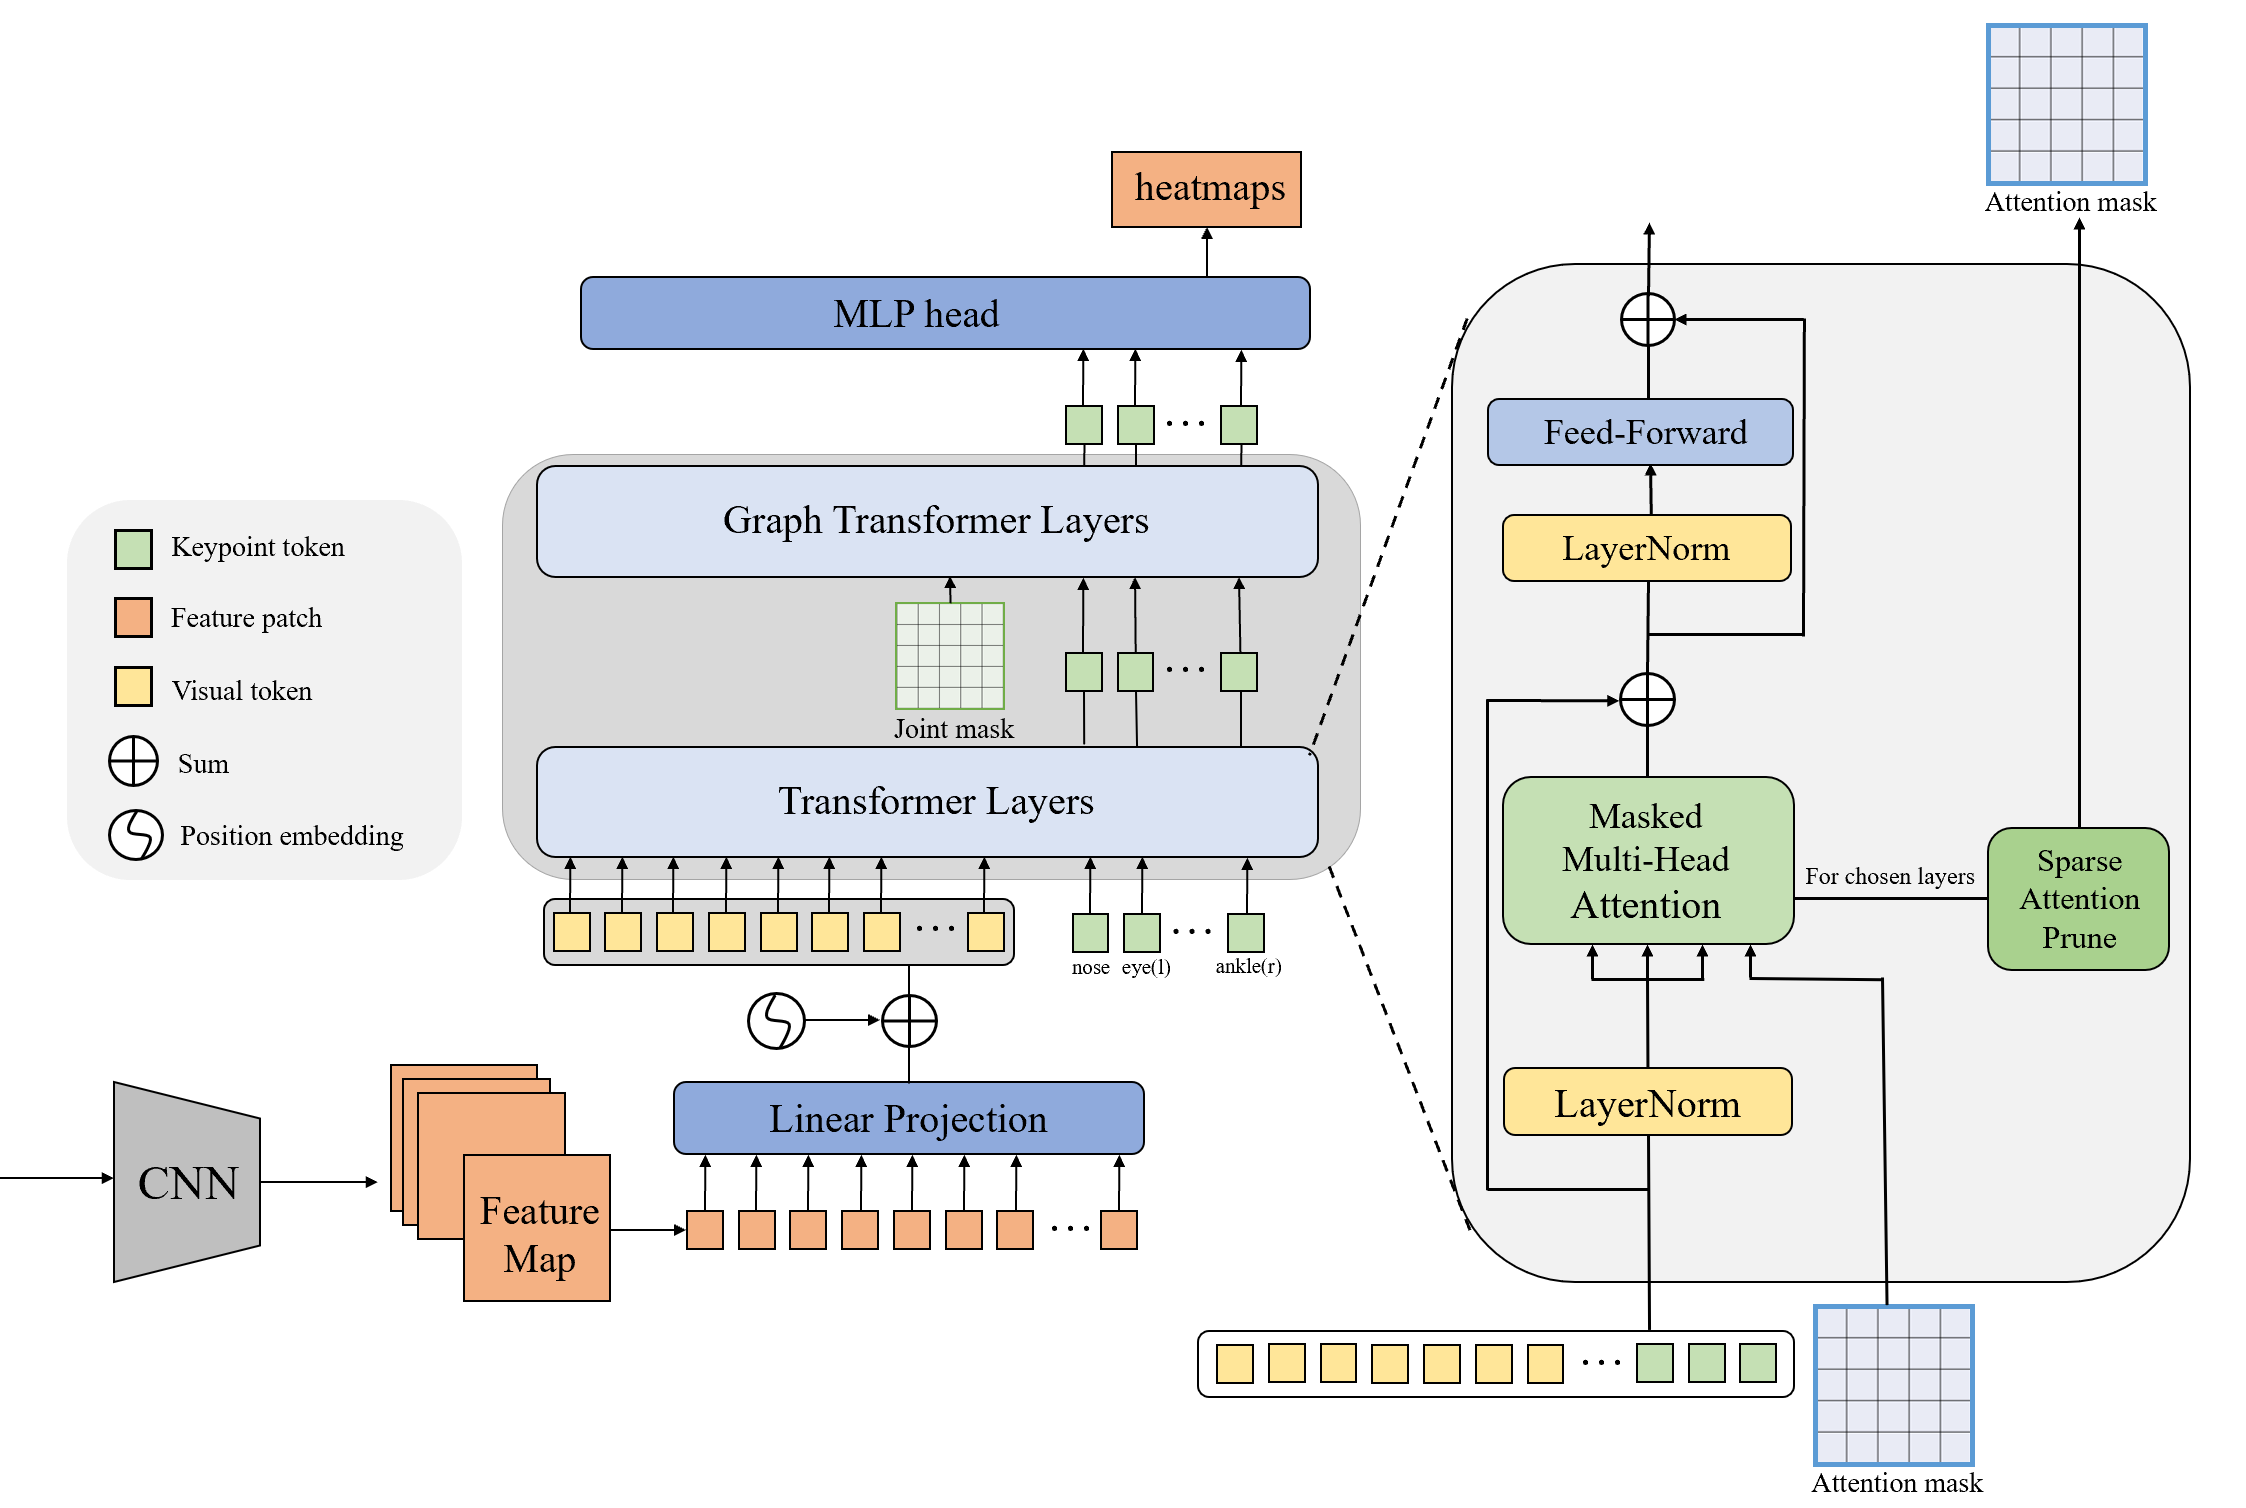 Attention mask
heatmaps
MLP head
Graph Transformer Layers
Joint mask
Transformer Layers
nose eye(l) ankle(r)
Keypoint token
Feature patch
Visual token
Sum
Position embedding
Linear Projection
CNN
Feature
Map
Feed-Forward
LayerNorm
Masked
Multi-Head
Attention
For chosen layers
Sparse
Attention
Prune
LayerNorm
Attention mask